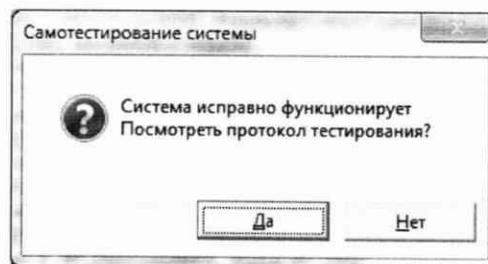 Самотестирование системы
Система исправно функционирует
Посмотреть протокол тестирования?
Да
Нет